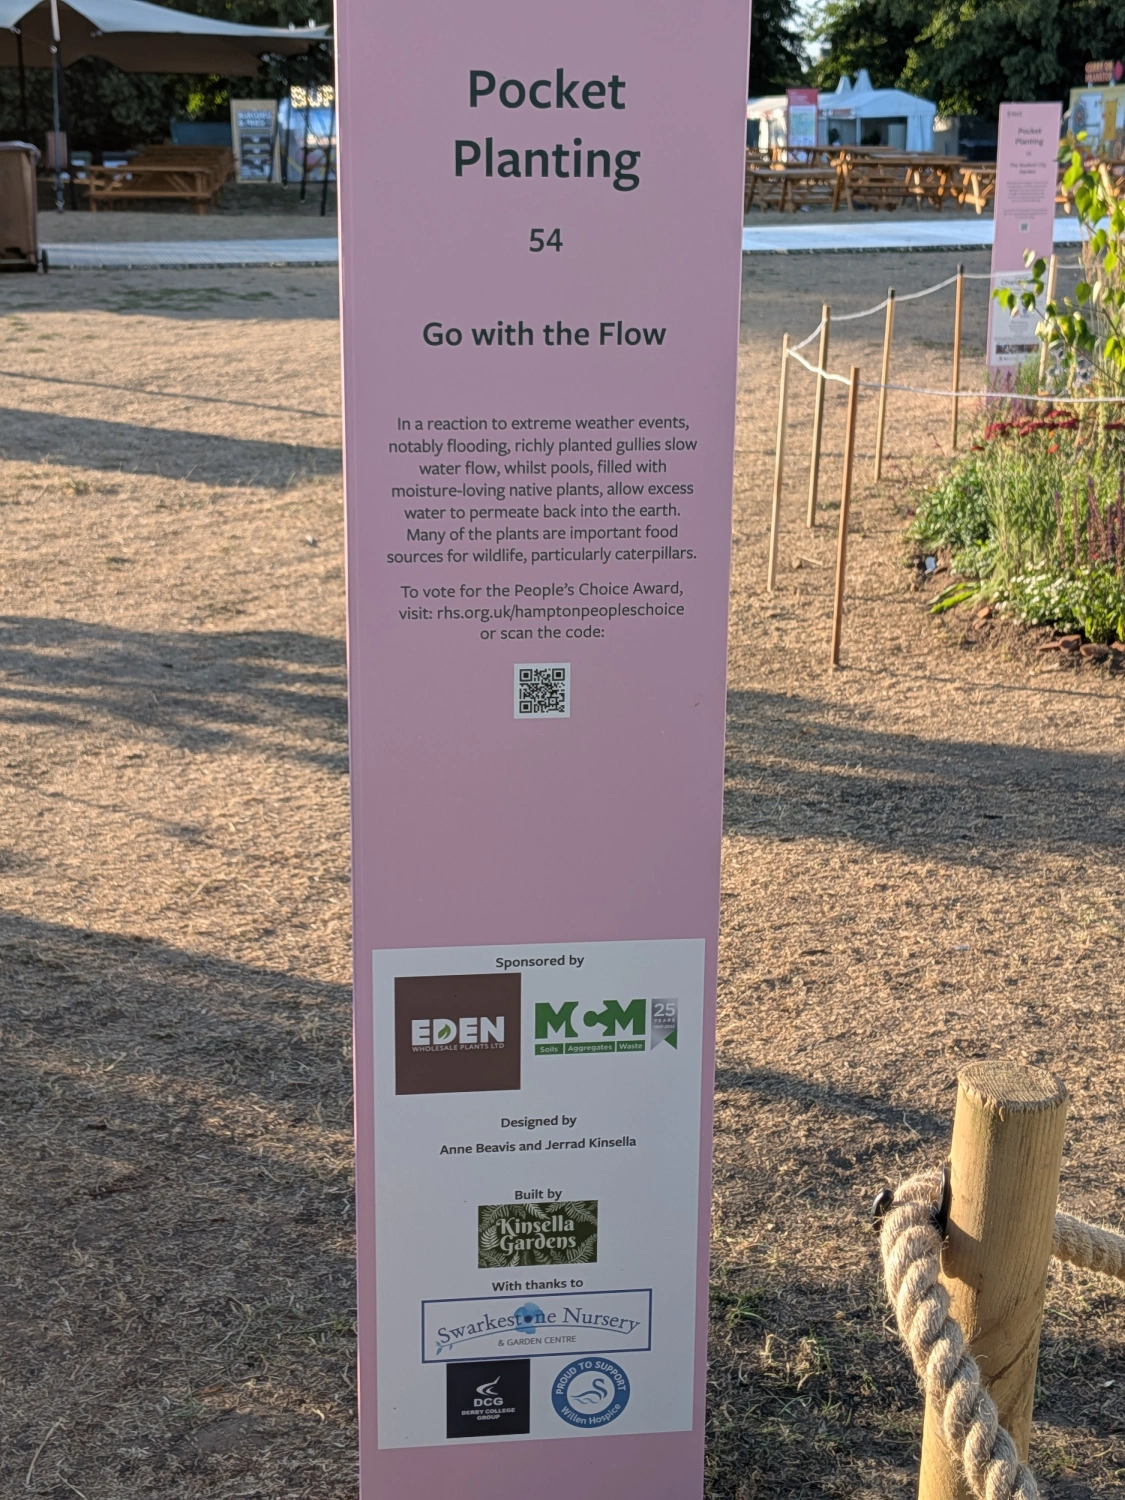 Pocket
Planting
54
Go with the Flow
In a reaction to extreme weather events,
notably flooding, richly planted gullies slow
water flow, whilst pools, filled with
moisture-loving native plants, allow excess
water to permeate back into the earth.
Many of the plants are important food
sources for wildlife, particularly caterpillars.
To vote for the People's Choice Award,
visit: rhs.org.uk/hamptonpeopleschoice
or scan the code:
Sponsored by
EDEN
WHOLESALE PLANTS LTD
MCM
25
YEARS
Soils Aggregates Waste
Designed by
Anne Beavis and Jerrad Kinsella
Built by
Kinsella
Gardens
With thanks to
Swarkestone Nursery
& GARDEN CENTRE
DCG
DERBY COLLEGE
GROUP
PROUD TO SUPPORT
Willen Hospice
Pocket
Planting